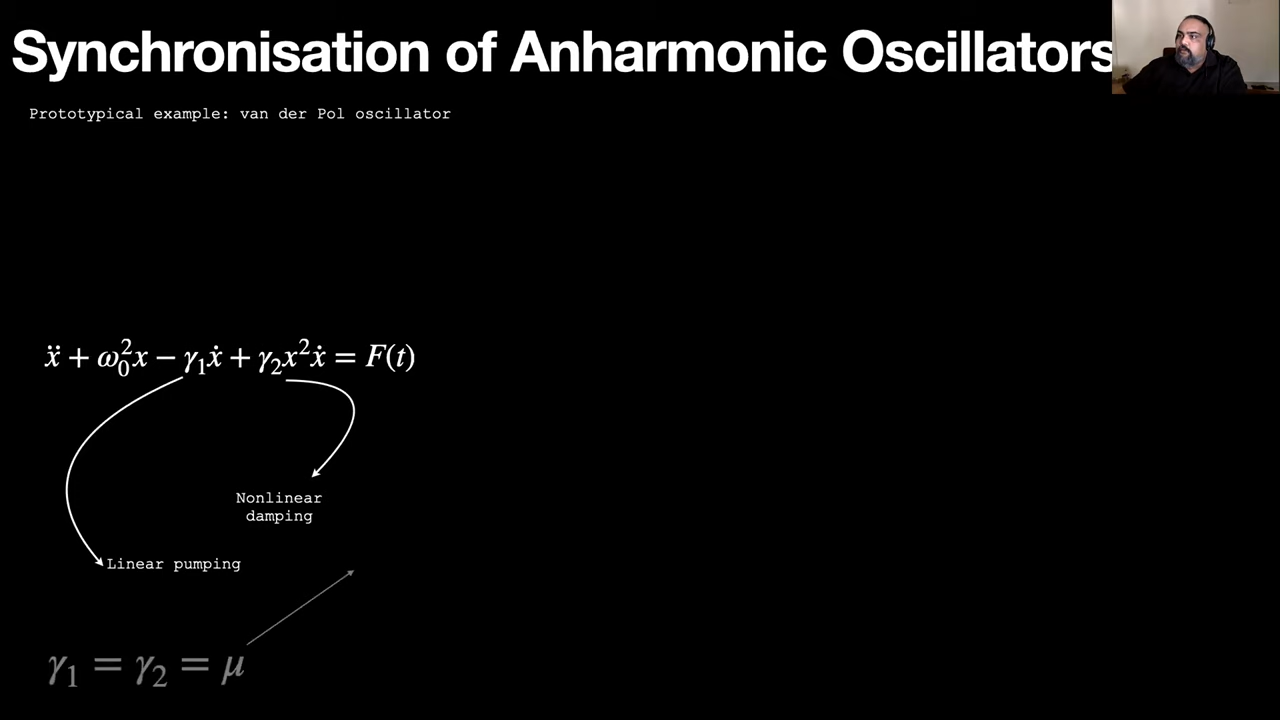 Synchronisation of Anharmonic Oscillators
Prototypical example: van der Pol oscillator
ẍ + ω₀²x − γ₁ẋ + γ₂x²ẋ = F(t)
Nonlinear
damping
Linear pumping
γ₁ = γ₂ = μ